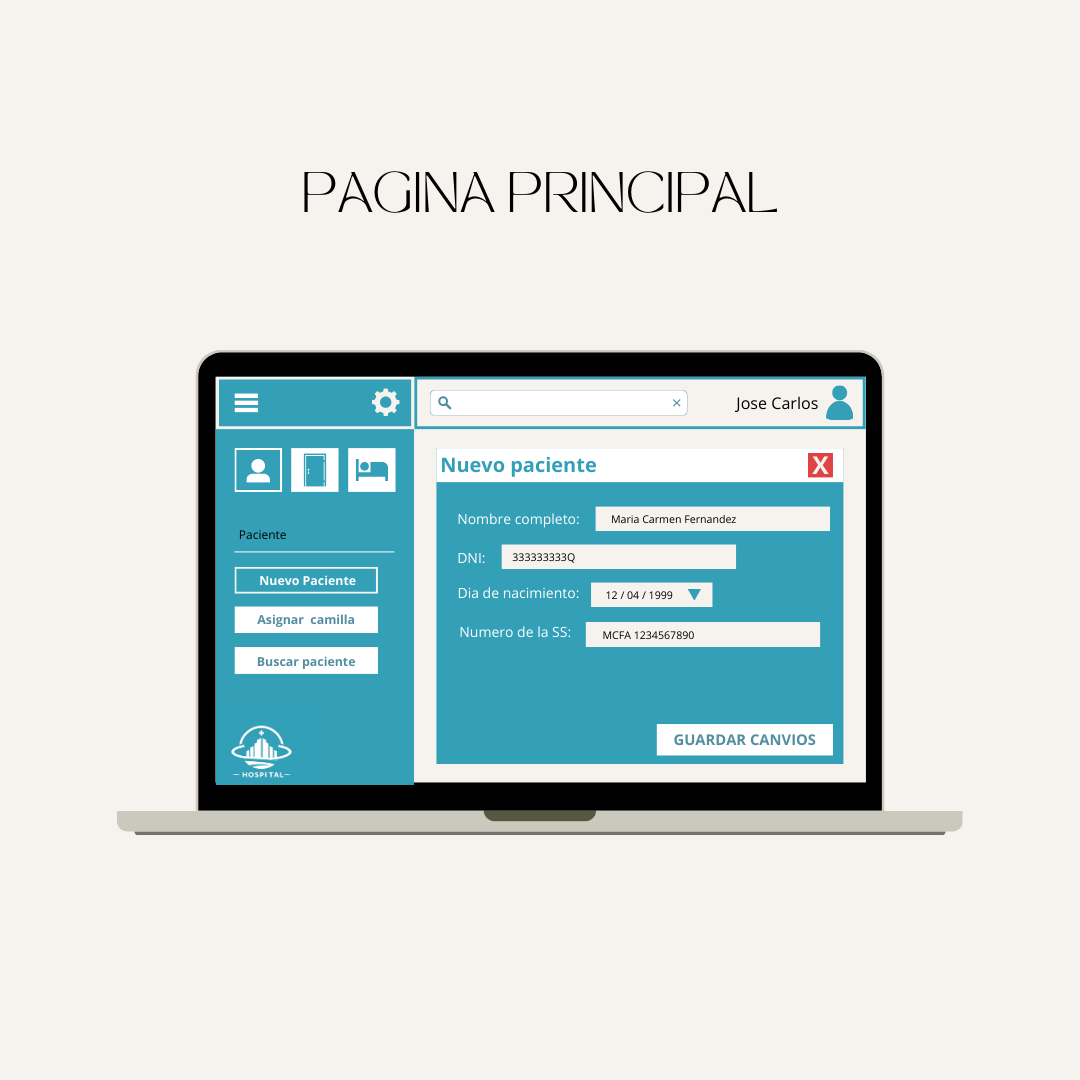 PAGINA PRINCIPAL
Jose Carlos
Nuevo paciente
X
Paciente
Nuevo Paciente
Asignar camilla
Buscar paciente
HOSPITAL
Nombre completo: Maria Carmen Fernandez
DNI: 333333333Q
Dia de nacimiento: 12 / 04 / 1999
Numero de la SS: MCFA 1234567890
GUARDAR CANVIOS